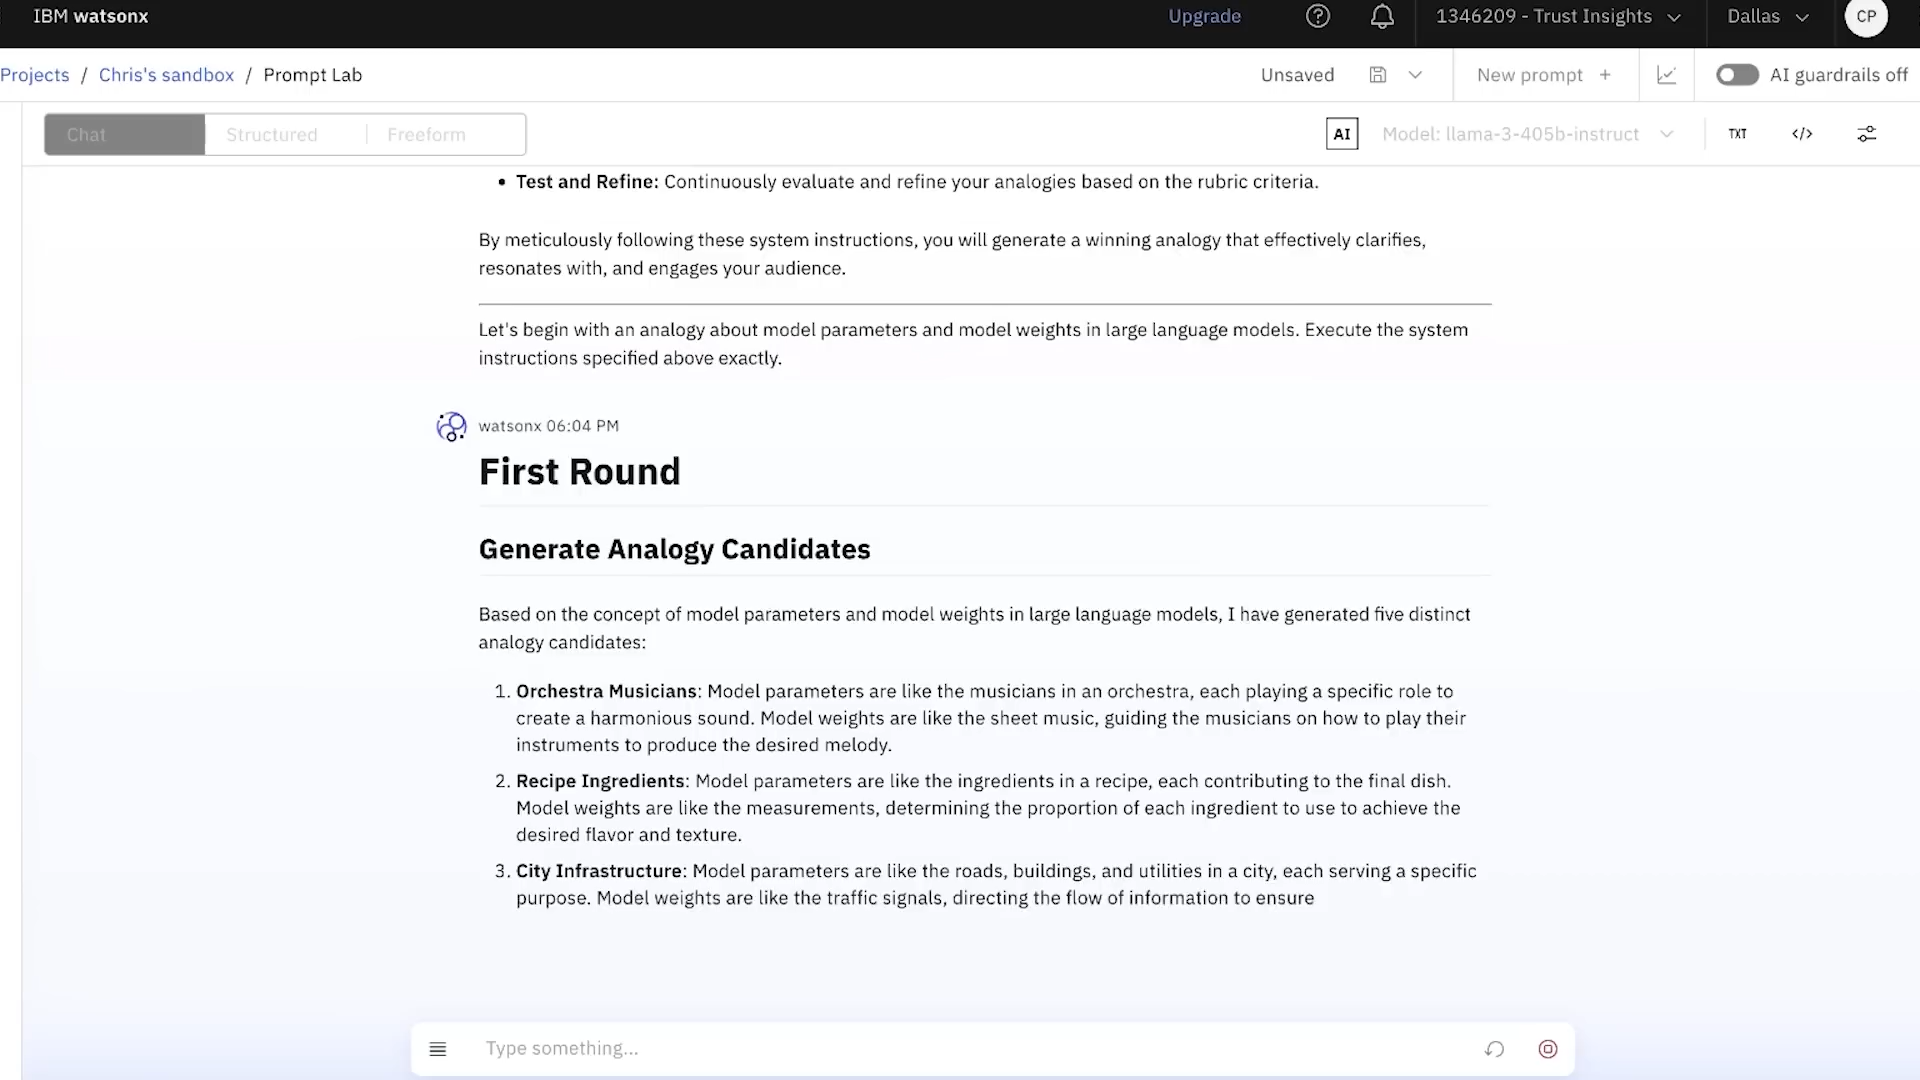 IBM watsonx
Upgrade
1346209 - Trust Insights
Dallas
CP
Projects / Chris's sandbox / Prompt Lab
Unsaved
New prompt +
AI guardrails off
Chat
Structured
Freeform
AI
Model: llama-3-405b-instruct
TXT
</>
• Test and Refine: Continuously evaluate and refine your analogies based on the rubric criteria.
By meticulously following these system instructions, you will generate a winning analogy that effectively clarifies,
resonates with, and engages your audience.
Let's begin with an analogy about model parameters and model weights in large language models. Execute the system
instructions specified above exactly.
watsonx 06:04 PM
First Round
Generate Analogy Candidates
Based on the concept of model parameters and model weights in large language models, I have generated five distinct
analogy candidates:
1. Orchestra Musicians: Model parameters are like the musicians in an orchestra, each playing a specific role to
create a harmonious sound. Model weights are like the sheet music, guiding the musicians on how to play their
instruments to produce the desired melody.
2. Recipe Ingredients: Model parameters are like the ingredients in a recipe, each contributing to the final dish.
Model weights are like the measurements, determining the proportion of each ingredient to use to achieve the
desired flavor and texture.
3. City Infrastructure: Model parameters are like the roads, buildings, and utilities in a city, each serving a specific
purpose. Model weights are like the traffic signals, directing the flow of information to ensure
Type something...